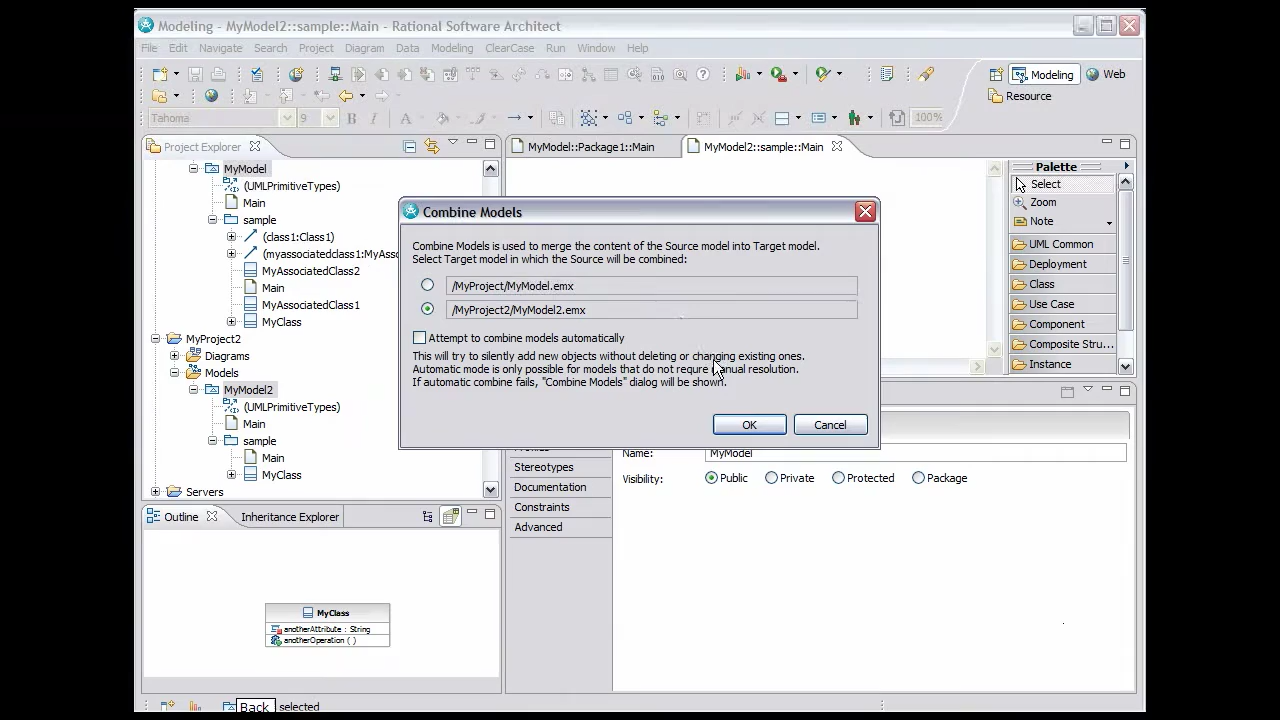 Modeling - MyModel2::sample::Main - Rational Software Architect
File Edit Navigate Search Project Diagram Data Modeling ClearCase Run Window Help
Modeling
Web
Resource
Tahoma
9
100%
Project Explorer
MyModel
(UMLPrimitiveTypes)
Main
sample
(class1:Class1)
(myassociatedclass1:MyAsso
MyAssociatedClass2
Main
MyAssociatedClass1
MyClass
MyProject2
Diagrams
Models
MyModel2
(UMLPrimitiveTypes)
Main
sample
Main
MyClass
Servers
MyModel::Package1::Main
MyModel2::sample::Main
Palette
Select
Zoom
Note
UML Common
Deployment
Class
Use Case
Component
Composite Stru...
Instance
Combine Models
Combine Models is used to merge the content of the Source model into Target model.
Select Target model in which the Source will be combined:
/MyProject/MyModel.emx
/MyProject2/MyModel2.emx
Attempt to combine models automatically
This will try to silently add new objects without deleting or changing existing ones.
Automatic mode is only possible for models that do not requre manual resolution.
If automatic combine fails, "Combine Models" dialog will be shown.
OK
Cancel
Stereotypes
Documentation
Constraints
Advanced
Name: MyModel
Visibility: Public Private Protected Package
Outline
Inheritance Explorer
MyClass
anotherAttribute : String
anotherOperation ( )
Back selected